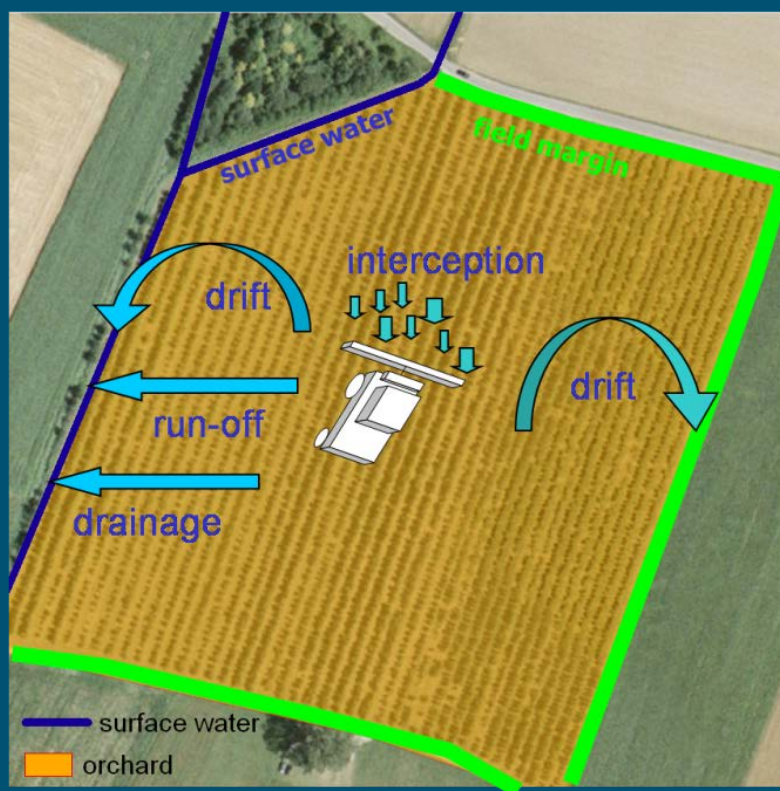 surface water
field margin
interception
drift
drift
run-off
drainage
surface water
orchard